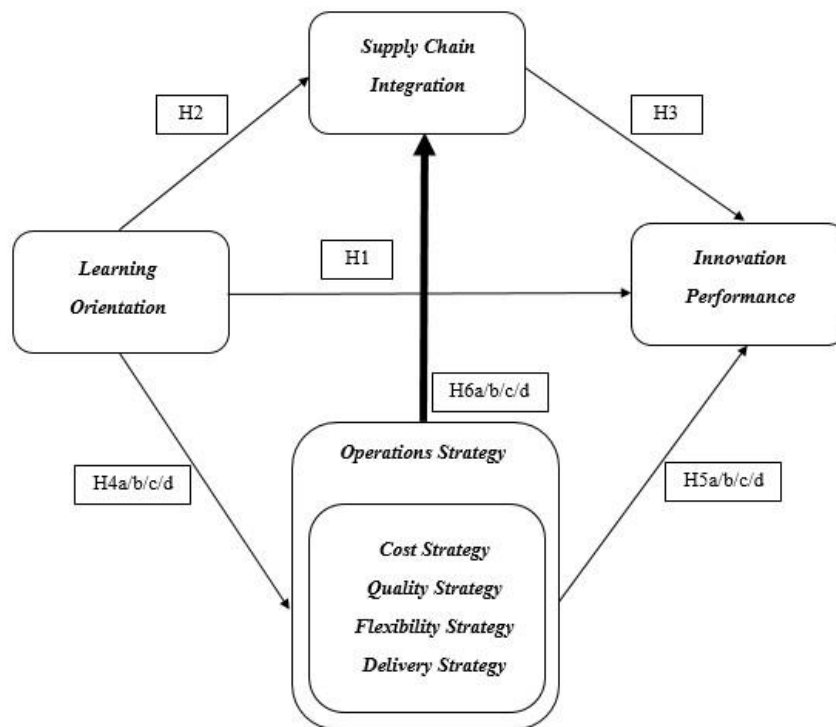 Supply Chain
Integration
H2
H3
Learning
Orientation
H1
Innovation
Performance
H6a/b/c/d
Operations Strategy
H4a/b/c/d
H5a/b/c/d
Cost Strategy
Quality Strategy
Flexibility Strategy
Delivery Strategy